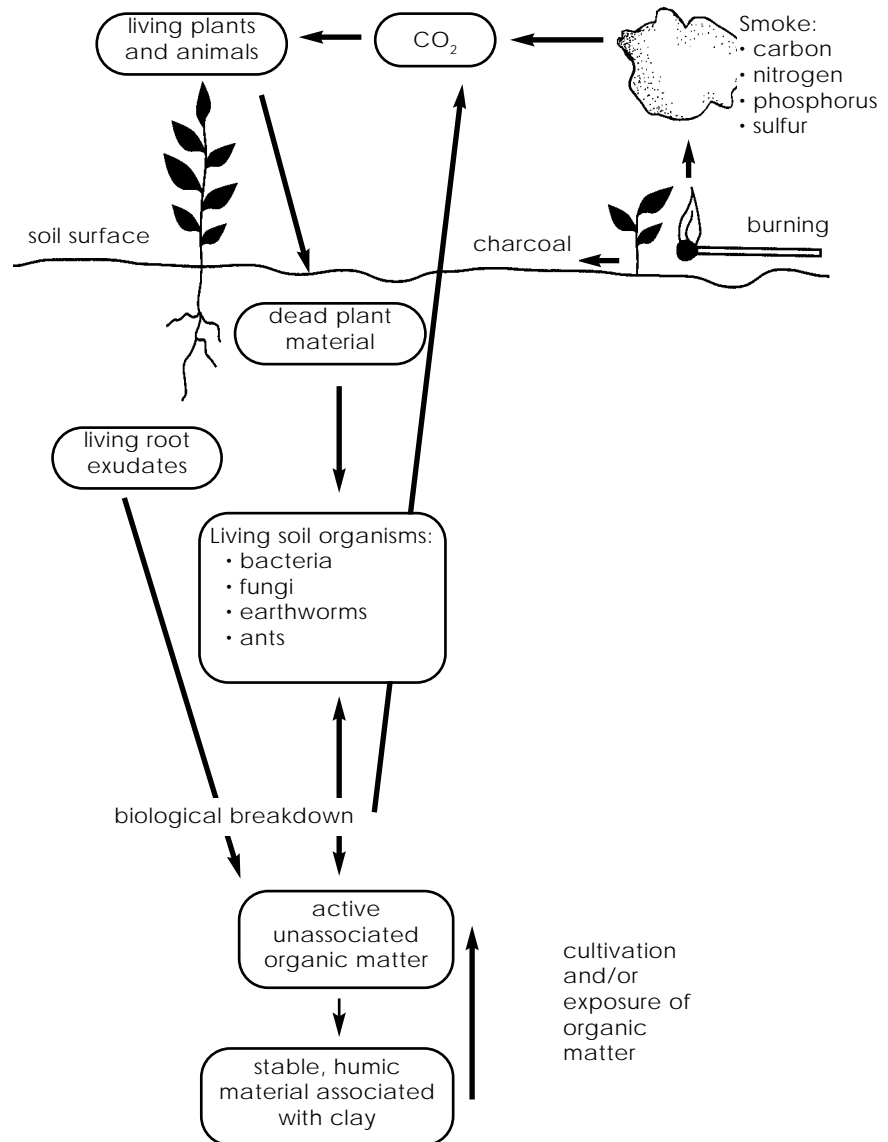 living plants
and animals
CO₂
Smoke:
• carbon
• nitrogen
• phosphorus
• sulfur
soil surface
charcoal
burning
dead plant
material
living root
exudates
Living soil organisms:
• bacteria
• fungi
• earthworms
• ants
biological breakdown
active
unassociated
organic matter
cultivation
and/or
exposure of
organic
matter
stable, humic
material associated
with clay